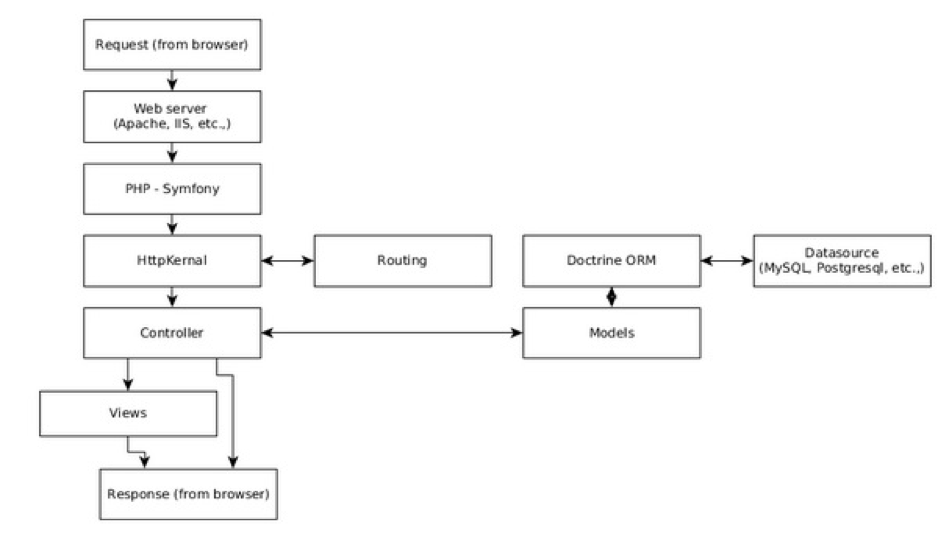 Request (from browser)
Web server
(Apache, IIS, etc.,)
PHP - Symfony
HttpKernal
Routing
Doctrine ORM
Datasource
(MySQL, Postgresql, etc.,)
Controller
Models
Views
Response (from browser)